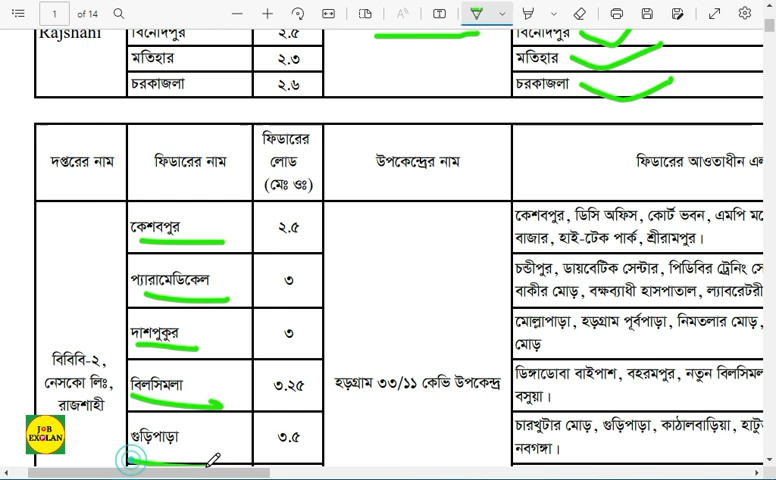 1 of 14
Rajshahi বিনোদপুর ২.৫ বিনোদপুর
মতিহার ২.৩ মতিহার
চরকাজলা ২.৬ চরকাজলা
দপ্তরের নাম ফিডারের নাম ফিডারের লোড (মেঃ ওঃ) উপকেন্দ্রের নাম ফিডারের আওতাধীন এল
কেশবপুর ২.৫ কেশবপুর, ডিসি অফিস, কোর্ট ভবন, এমপি মে
বাজার, হাই-টেক পার্ক, শ্রীরামপুর।
প্যারামেডিকেল ৩ চন্ডীপুর, ডায়বেটিক সেন্টার, পিডিবির ট্রেনিং সে
বাকীর মোড়, বক্ষব্যাধী হাসপাতাল, ল্যাবরেটরী
দাশপুকুর ৩ মোল্লাপাড়া, হড়গ্রাম পূর্বপাড়া, নিমতলার মোড়,
মোড়
বিবিবি-২,
নেসকো লিঃ,
রাজশাহী
বিলসিমলা ৩.২৫ হড়গ্রাম ৩৩/১১ কেভি উপকেন্দ্র ডিঙ্গাডোবা বাইপাশ, বহরমপুর, নতুন বিলসিমল
বসুয়া।
গুড়িপাড়া ৩.৫ চারখুটার মোড়, গুড়িপাড়া, কাঠালবাড়িয়া, হাটু
নবগঙ্গা।
JOB
EXOLAN